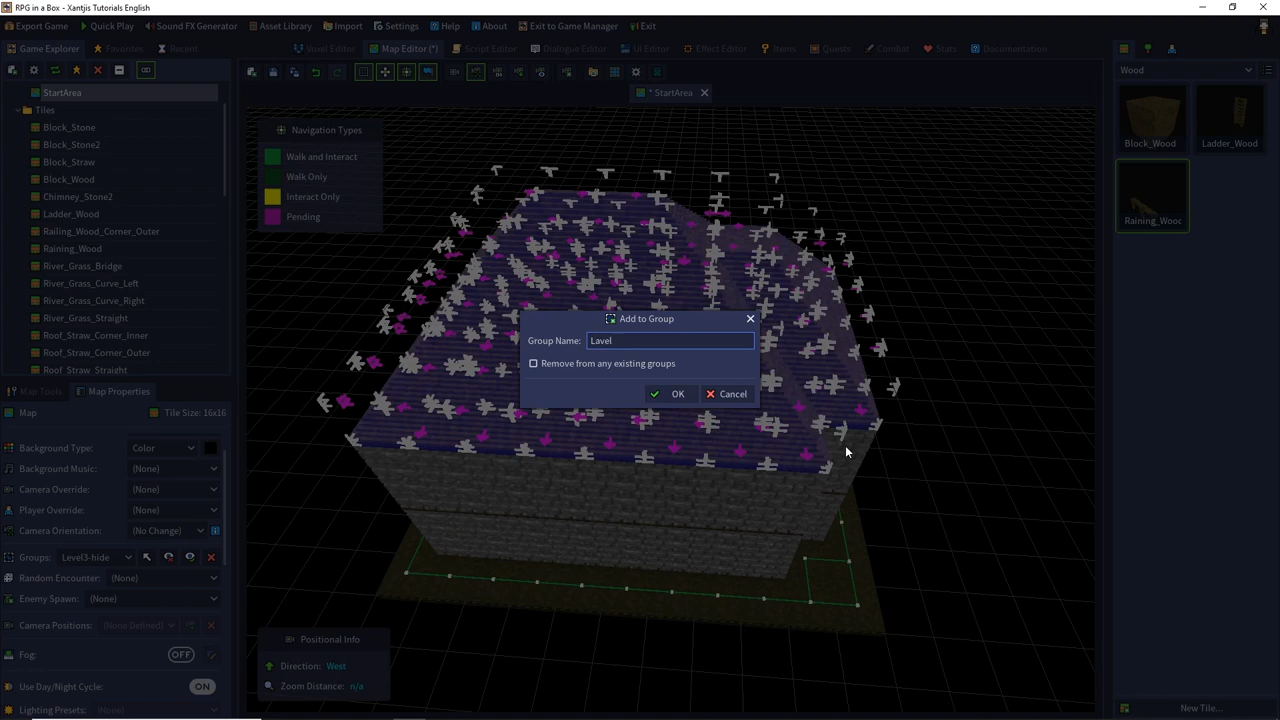 RPG in a Box — Xantjis Tutorials English
Export Game
Quick Play
Sound FX Generator
Asset Library
Import
Settings
Help
About
Exit to Game Manager
Exit
Game Explorer
Favorites
Recent
Voxel Editor
Map Editor (*)
Script Editor
Dialogue Editor
UI Editor
Effect Editor
Items
Quests
Combat
Stats
Documentation
* StartArea
StartArea
Tiles
Block_Stone
Block_Stone2
Block_Straw
Block_Wood
Chimney_Stone2
Ladder_Wood
Railing_Wood_Corner_Outer
Raining_Wood
River_Grass_Bridge
River_Grass_Curve_Left
River_Grass_Curve_Right
River_Grass_Straight
Roof_Straw_Corner_Inner
Roof_Straw_Corner_Outer
Roof_Straw_Straight
Map Tools
Map Properties
Map
Tile Size: 16x16
Background Type: Color
Background Music: (None)
Camera Override: (None)
Player Override: (None)
Camera Orientation: (No Change)
Groups: Level3-hide
Random Encounter: (None)
Enemy Spawn: (None)
Camera Positions: (None Defined)
Fog: OFF
Use Day/Night Cycle: ON
Lighting Presets: (None)
Navigation Types
Walk and Interact
Walk Only
Interact Only
Pending
Add to Group
Group Name: Lavel
Remove from any existing groups
OK
Cancel
Positional Info
Direction: West
Zoom Distance: n/a
Wood
Block_Wood
Ladder_Wood
Raining_Wooc
New Tile...